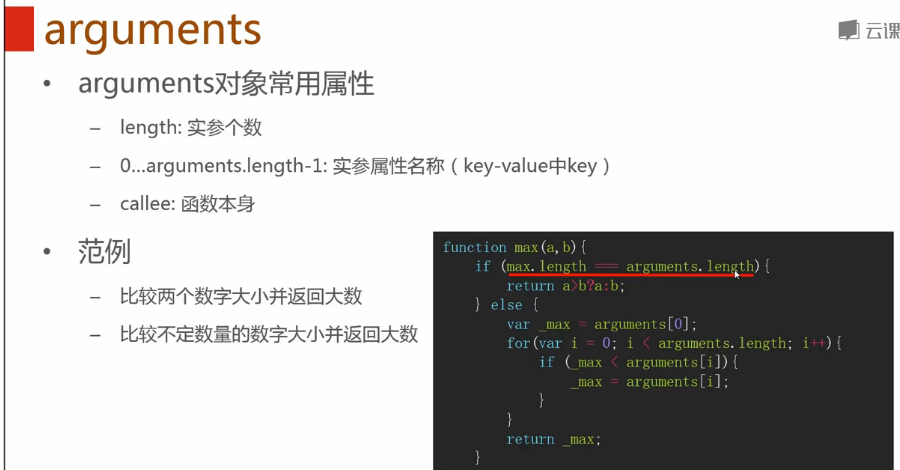 arguments
云课
• arguments对象常用属性
– length: 实参个数
– 0...arguments.length-1: 实参属性名称（key-value中key）
– callee: 函数本身
• 范例
– 比较两个数字大小并返回大数
– 比较不定数量的数字大小并返回大数
function max(a,b){
if (max.length === arguments.length){
return a>b?a:b;
} else {
var _max = arguments[0];
for(var i = 0; i < arguments.length; i++){
if (_max < arguments[i]){
_max = arguments[i];
}
}
return _max;
}